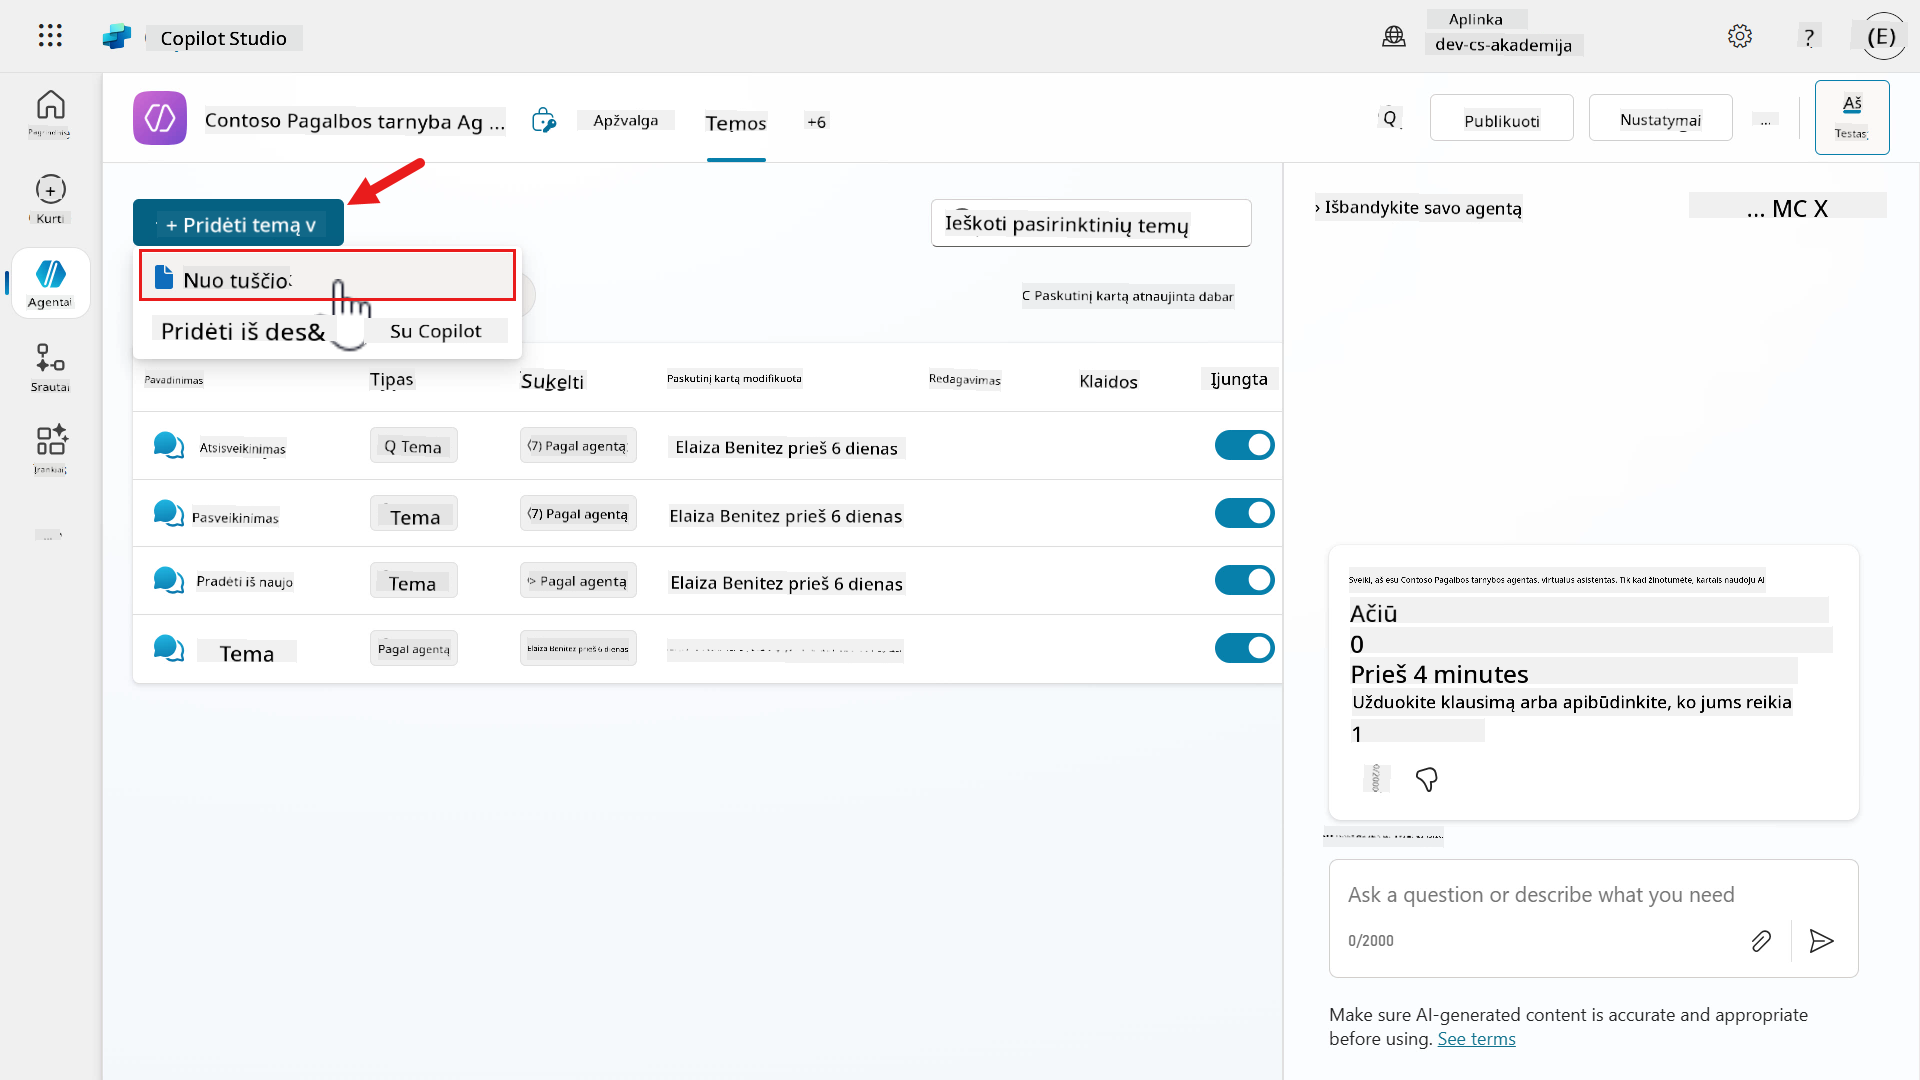 Copilot Studio
Aplinka
dev-cs-akademija
?
(E)
Contoso Pagalbos tarnyba Ag ...
Apžvalga
Temos
+6
Q
Publikuoti
Nustatymai
...
Aš
Testas
Kurti
Agentai
Srautai
+ Pridėti temą v
Nuo tuščio
Pridėti iš des&
Su Copilot
Ieškoti pasirinktinių temų
C Paskutinį kartą atnaujinta dabar
Pavadinimas
Tipas
Sukelti
Paskutinį kartą modifikuota
Redagavimas
Klaidos
Įjungta
Atsisveikinimas
Q Tema
(7) Pagal agentą
Elaiza Benitez prieš 6 dienas
Pasveikinimas
Tema
(7) Pagal agentą
Elaiza Benitez prieš 6 dienas
Pradėti iš naujo
Tema
Pagal agentą
Elaiza Benitez prieš 6 dienas
Tema
Pagal agentą
Elaiza Benitez prieš 6 dienas
› Išbandykite savo agentą
... MC X
Sveiki, aš esu Contoso Pagalbos tarnybos agentas, virtualus asistentas. Tik kad žinotumėte, kartais naudoju AI
Ačiū
0
Prieš 4 minutes
Užduokite klausimą arba apibūdinkite, ko jums reikia
1
0/2000
Ask a question or describe what you need
0/2000
Make sure AI-generated content is accurate and appropriate
before using. See terms